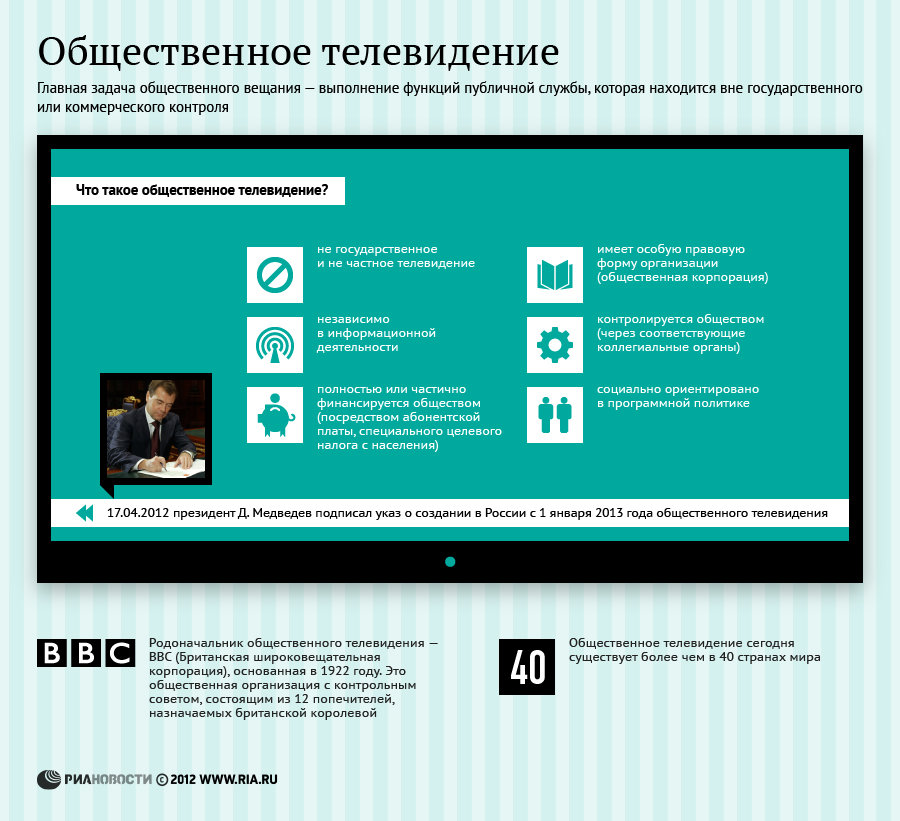 Общественное телевидение
Главная задача общественного вещания — выполнение функций публичной службы, которая находится вне государственного
или коммерческого контроля
Что такое общественное телевидение?
не государственное
и не частное телевидение
независимо
в информационной
деятельности
полностью или частично
финансируется обществом
(посредством абонентской
платы, специального целевого
налога с населения)
имеет особую правовую
форму организации
(общественная корпорация)
контролируется обществом
(через соответствующие
коллегиальные органы)
социально ориентировано
в программной политике
17.04.2012 президент Д. Медведев подписал указ о создании в России с 1 января 2013 года общественного телевидения
BBC
Родоначальник общественного телевидения —
BBC (Британская широковещательная
корпорация), основанная в 1922 году. Это
общественная организация с контрольным
советом, состоящим из 12 попечителей,
назначаемых британской королевой
40
Общественное телевидение сегодня
существует более чем в 40 странах мира
РИАНОВОСТИ © 2012 WWW.RIA.RU